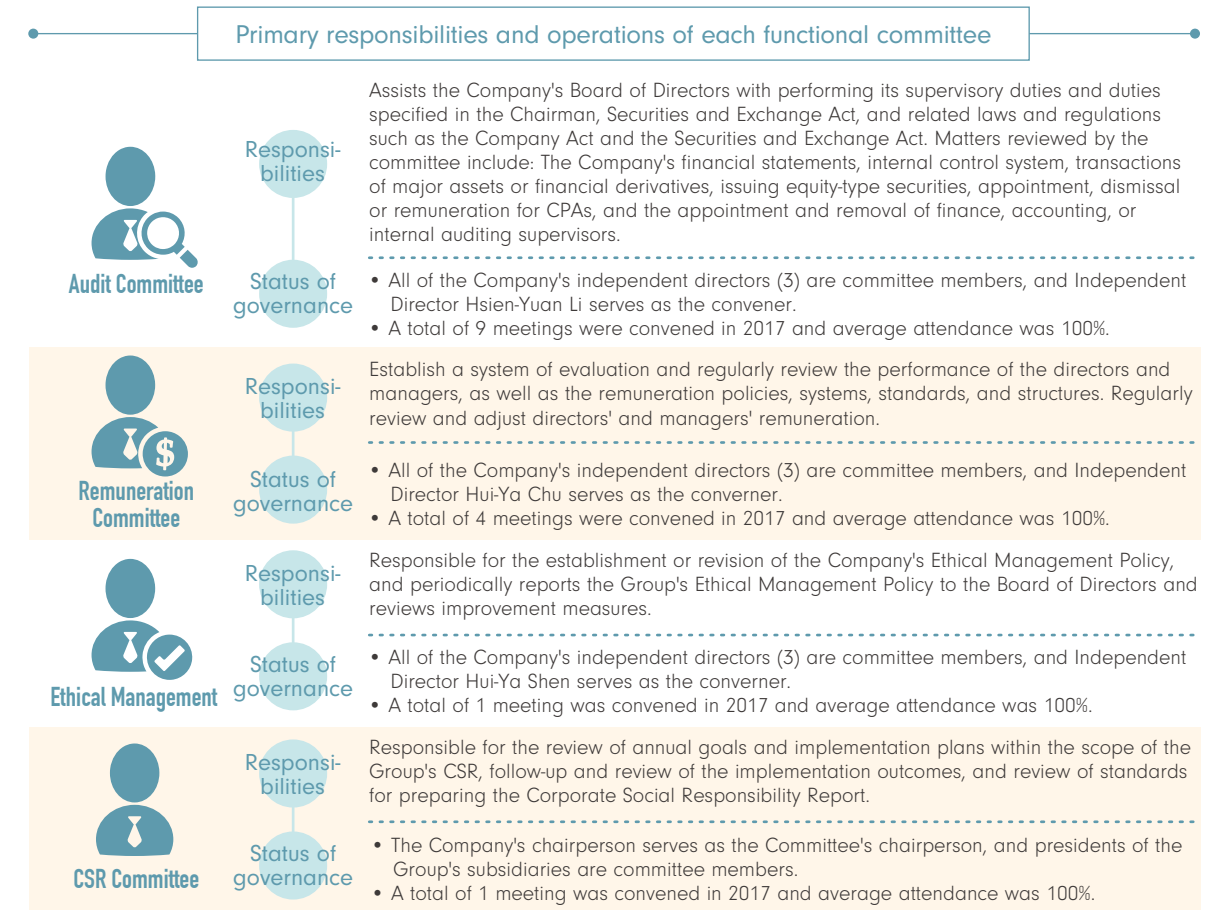 Primary responsibilities and operations of each functional committee
Audit Committee
Responsi-
bilities
Assists the Company's Board of Directors with performing its supervisory duties and duties
specified in the Chairman, Securities and Exchange Act, and related laws and regulations
such as the Company Act and the Securities and Exchange Act. Matters reviewed by the
committee include: The Company's financial statements, internal control system, transactions
of major assets or financial derivatives, issuing equity-type securities, appointment, dismissal
or remuneration for CPAs, and the appointment and removal of finance, accounting, or
internal auditing supervisors.
Status of
governance
• All of the Company's independent directors (3) are committee members, and Independent
Director Hsien-Yuan Li serves as the convener.
• A total of 9 meetings were convened in 2017 and average attendance was 100%.
$
Remuneration
Committee
Responsi-
bilities
Establish a system of evaluation and regularly review the performance of the directors and
managers, as well as the remuneration policies, systems, standards, and structures. Regularly
review and adjust directors' and managers' remuneration.
Status of
governance
• All of the Company's independent directors (3) are committee members, and Independent
Director Hui-Ya Chu serves as the converner.
• A total of 4 meetings were convened in 2017 and average attendance was 100%.
Ethical Management
Responsi-
bilities
Responsible for the establishment or revision of the Company's Ethical Management Policy,
and periodically reports the Group's Ethical Management Policy to the Board of Directors and
reviews improvement measures.
Status of
governance
• All of the Company's independent directors (3) are committee members, and Independent
Director Hui-Ya Shen serves as the converner.
• A total of 1 meeting was convened in 2017 and average attendance was 100%.
CSR Committee
Responsi-
bilities
Responsible for the review of annual goals and implementation plans within the scope of the
Group's CSR, follow-up and review of the implementation outcomes, and review of standards
for preparing the Corporate Social Responsibility Report.
Status of
governance
• The Company's chairperson serves as the Committee's chairperson, and presidents of the
Group's subsidiaries are committee members.
• A total of 1 meeting was convened in 2017 and average attendance was 100%.